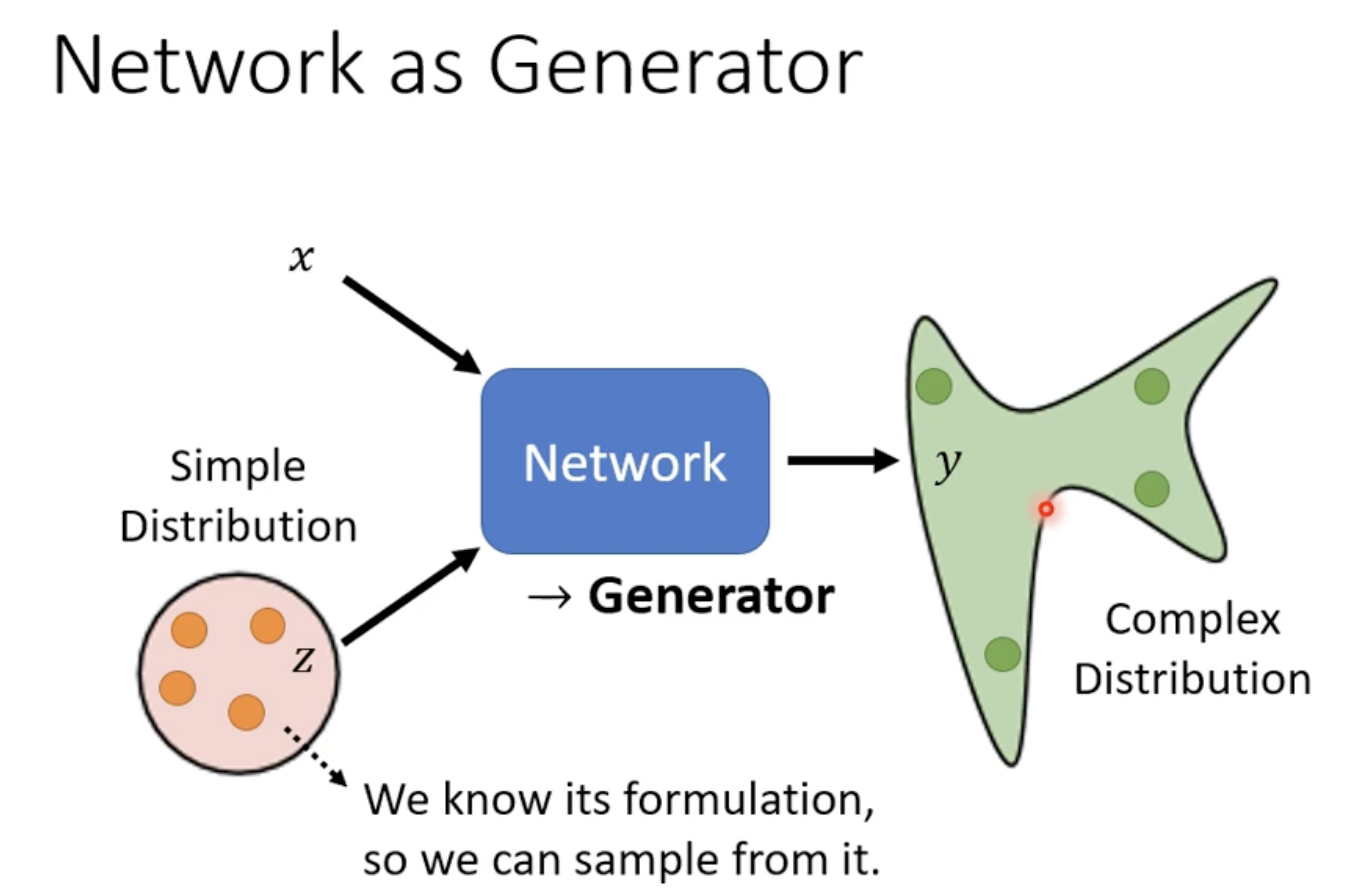 Network as Generator
x
Simple
Distribution
z
Network
→ Generator
y
Complex
Distribution
We know its formulation,
so we can sample from it.